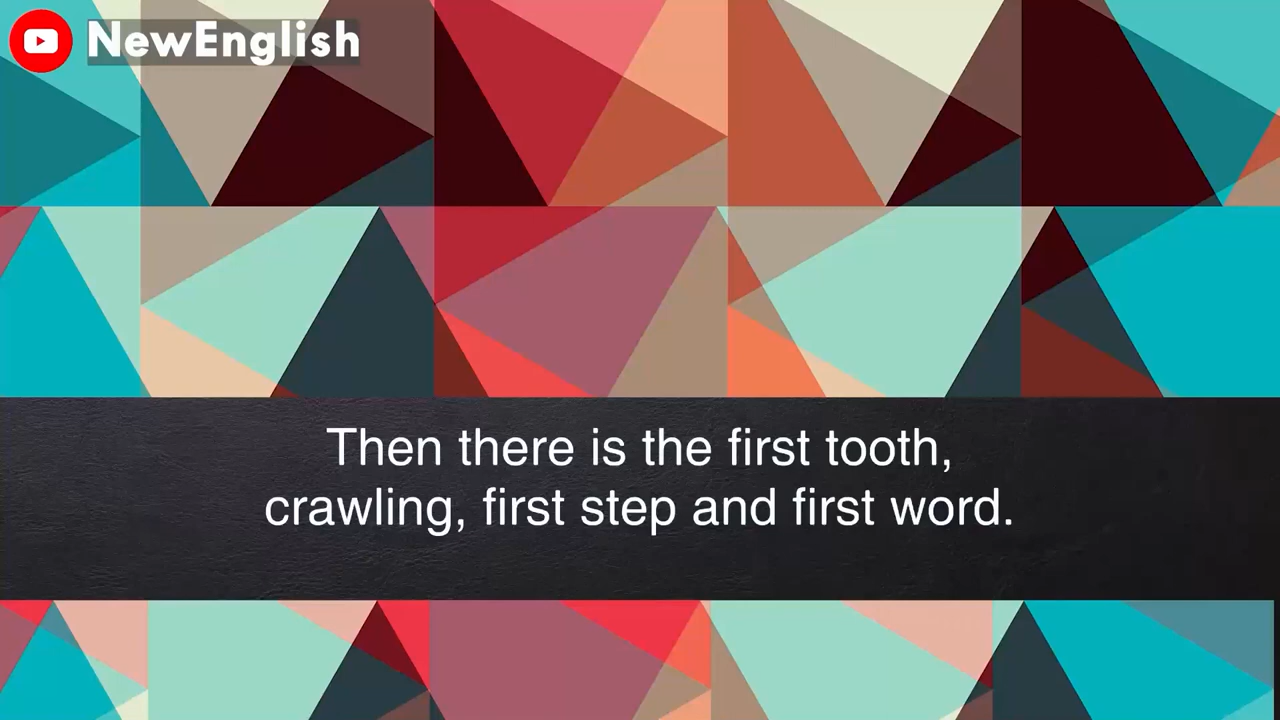 NewEnglish
Then there is the first tooth,
crawling, first step and first word.